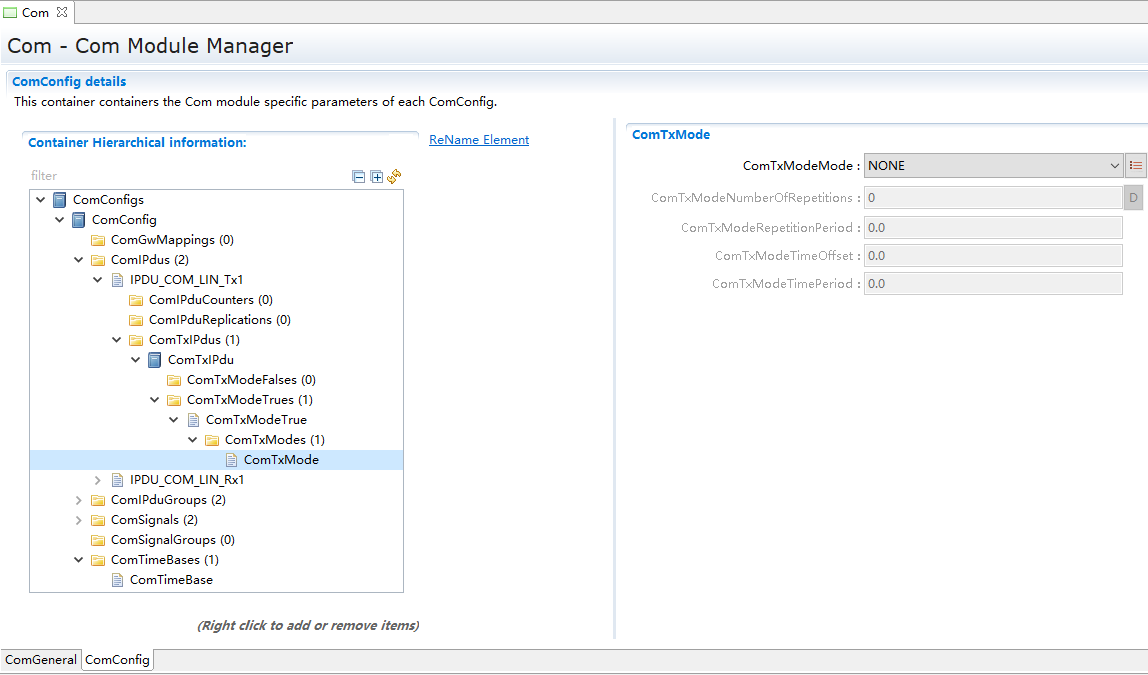 Com
Com - Com Module Manager
ComConfig details
This container containers the Com module specific parameters of each ComConfig.
Container Hierarchical information:
ReName Element
filter
ComConfigs
ComConfig
ComGwMappings (0)
ComIPdus (2)
IPDU_COM_LIN_Tx1
ComIPduCounters (0)
ComIPduReplications (0)
ComTxIPdus (1)
ComTxIPdu
ComTxModeFalses (0)
ComTxModeTrues (1)
ComTxModeTrue
ComTxModes (1)
ComTxMode
IPDU_COM_LIN_Rx1
ComIPduGroups (2)
ComSignals (2)
ComSignalGroups (0)
ComTimeBases (1)
ComTimeBase
(Right click to add or remove items)
ComTxMode
ComTxModeMode : NONE
ComTxModeNumberOfRepetitions : 0 D
ComTxModeRepetitionPeriod : 0.0
ComTxModeTimeOffset : 0.0
ComTxModeTimePeriod : 0.0
ComGeneral ComConfig